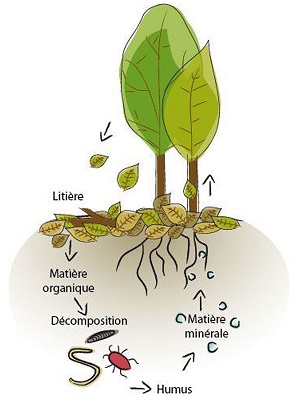 Litière
Matière
organique
Décomposition
Matière
minérale
Humus